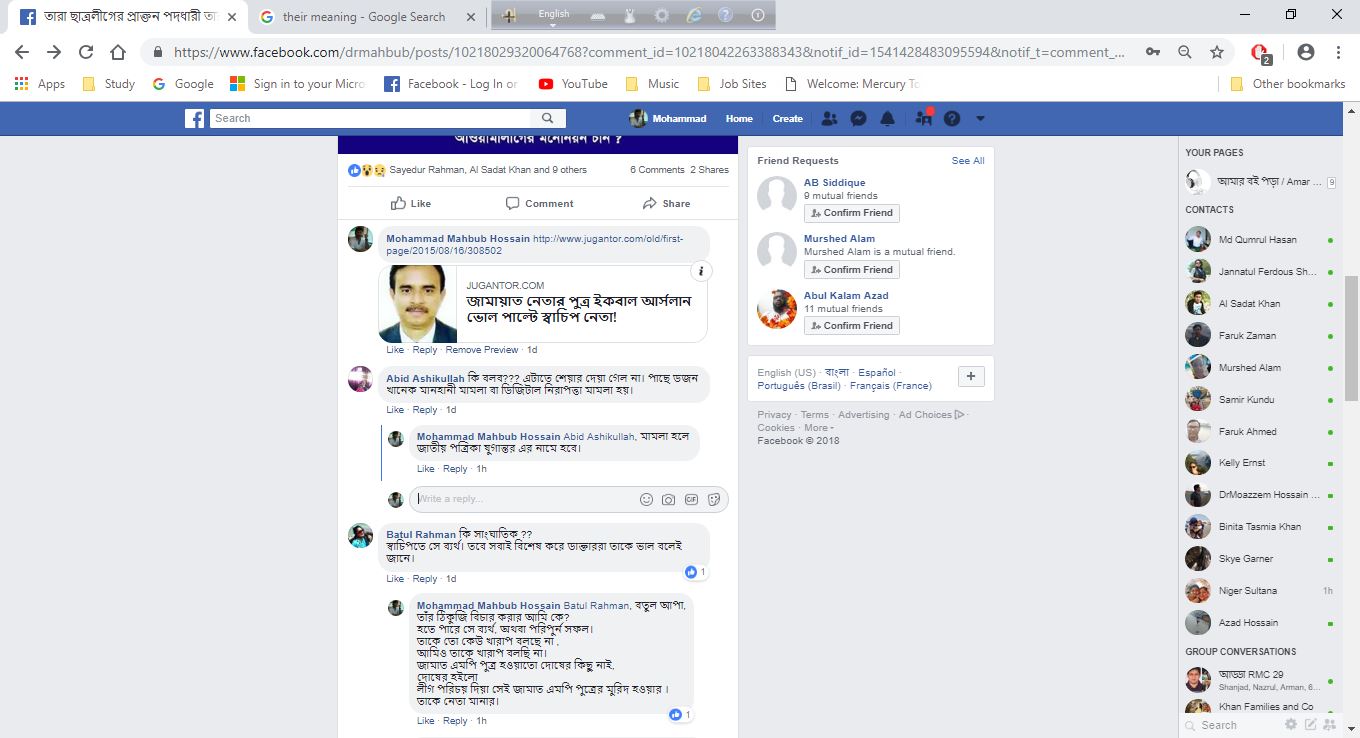 তারা ছাত্রলীগের প্রাক্তন পদধারী
their meaning - Google Search
English
https://www.facebook.com/drmahbub/posts/10218029320064768?comment_id=10218042263388343&notif_id=1541428483095594&notif_t=comment_...
2
Apps
Study
Google
Sign in to your Micro
Facebook - Log In or
YouTube
Music
Job Sites
Welcome: Mercury To
Other bookmarks
Search
Mohammad
Home
Create
আওয়ামীলীগের মনোনয়ন চান ?
Sayedur Rahman, Al Sadat Khan and 9 others
6 Comments 2 Shares
Like
Comment
Share
Mohammad Mahbub Hossain http://www.jugantor.com/old/first-
page/2015/08/16/308502
JUGANTOR.COM
জামায়াত নেতার পুত্র ইকবাল আর্সলান
ভোল পাল্টে স্বাচিপ নেতা!
Like · Reply · Remove Preview · 1d
Abid Ashikullah কি বলব??? এটাতে শেয়ার দেয়া গেল না। পাছে ডজন
খানেক মানহানী মামলা বা ডিজিটাল নিরাপত্তা মামলা হয়।
Like · Reply · 1d
Mohammad Mahbub Hossain Abid Ashikullah, মামলা হলে
জাতীয় পত্রিকা যুগান্তর এর নামে হবে।
Like · Reply · 1h
Write a reply...
GIF
Batul Rahman কি সাংঘাতিক ??
স্বাচিপতে সে ব্যর্থ। তবে সবাই বিশেষ করে ডাক্তাররা তাকে ভাল বলেই
জানে।
1
Like · Reply · 1d
Mohammad Mahbub Hossain Batul Rahman, বতুল আপা,
তাঁর ঠিকুজি বিচার করার আমি কে?
হতে পারে সে ব্যর্থ, অথবা পরিপুর্ন সফল।
তাকে তো কেউ খারাপ বলছে না ,
আমিও তাকে খারাপ বলছি না।
জামাত এমপি পুত্র হওয়াতো দোষের কিছু নাই,
দোষের হইলো
লীগ পরিচয় দিয়া সেই জামাত এমপি পুত্রের মুরিদ হওয়ার ।
তাকে নেতা মানার।
1
Like · Reply · 1h
Friend Requests
See All
AB Siddique
9 mutual friends
Confirm Friend
Murshed Alam
Murshed Alam is a mutual friend.
Confirm Friend
Abul Kalam Azad
11 mutual friends
Confirm Friend
English (US) · বাংলা · Español ·
Português (Brasil) · Français (France)
Privacy · Terms · Advertising · Ad Choices ·
Cookies · More
Facebook © 2018
YOUR PAGES
আমার বই পড়া / Amar ...
9
CONTACTS
Md Qumrul Hasan
Jannatul Ferdous Sh...
Al Sadat Khan
Faruk Zaman
Murshed Alam
Samir Kundu
Faruk Ahmed
Kelly Ernst
DrMoazzem Hossain ...
Binita Tasmia Khan
Skye Garner
Niger Sultana
1h
Azad Hossain
GROUP CONVERSATIONS
আড্ডা RMC 29
Shanjad, Nazrul, Arman, 6...
Khan Families and Co
Search